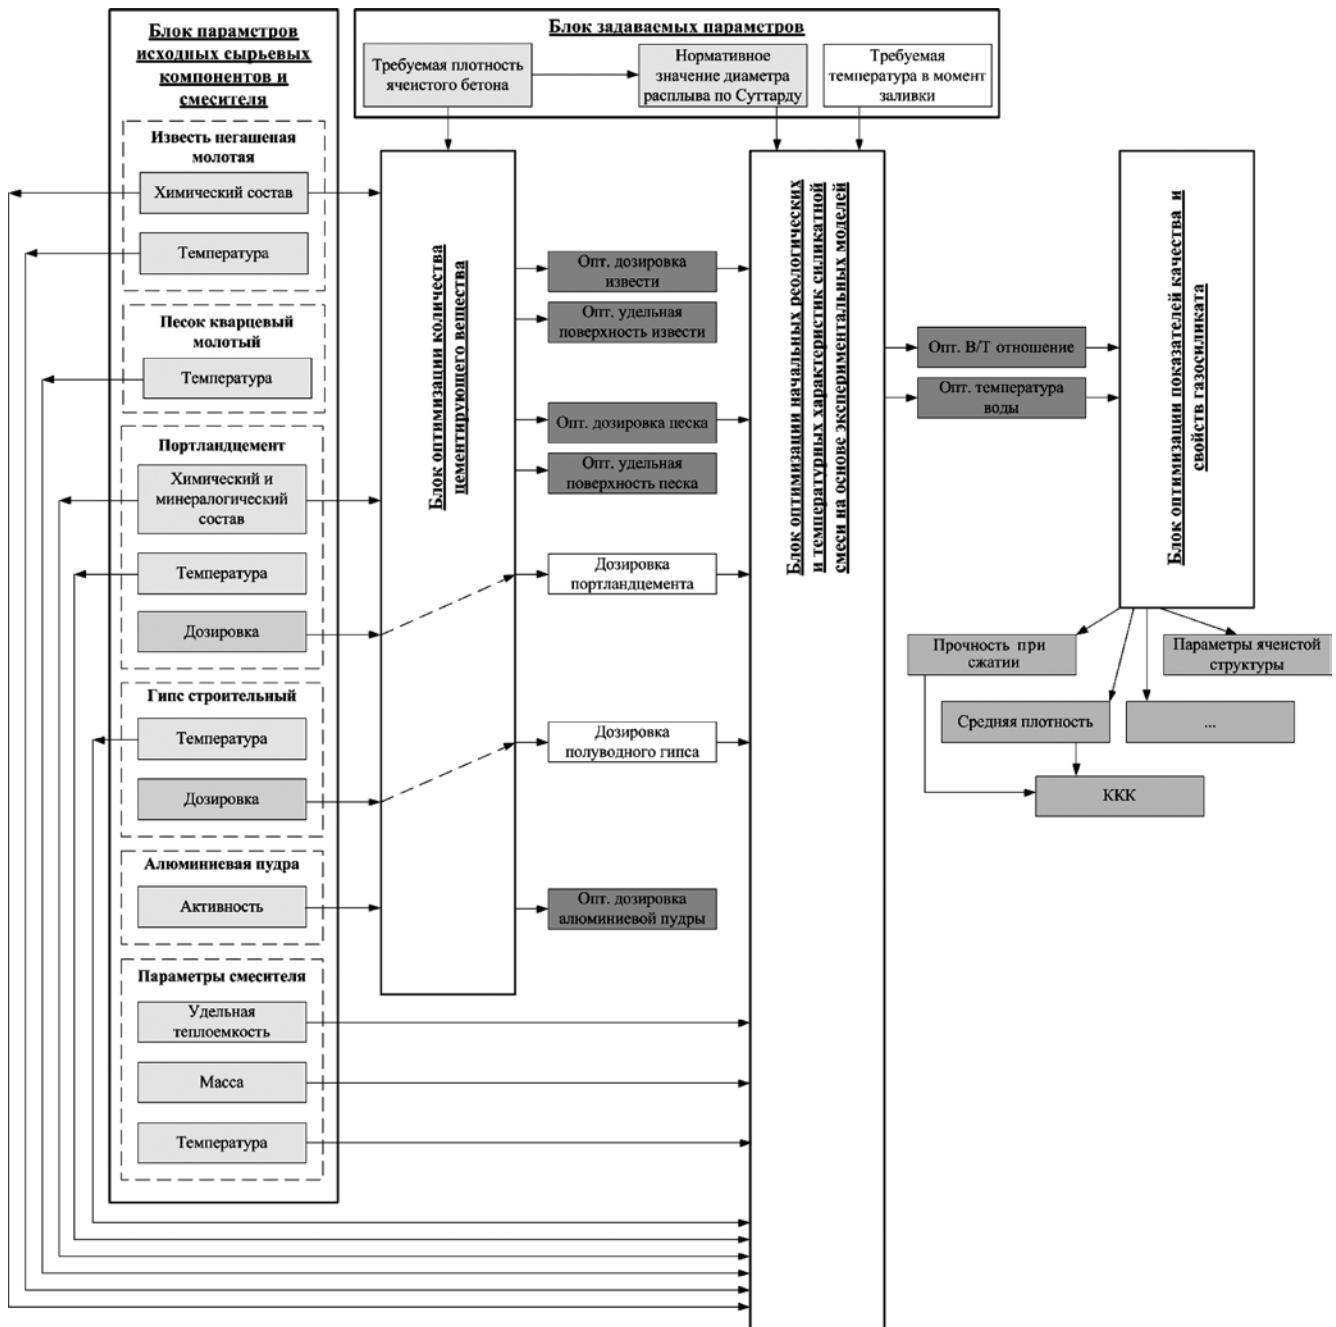 Блок параметров
исходных сырьевых
компонентов и
смесителя
Известь негашеная
молотая
Химический состав
Температура
Песок кварцевый
молотый
Температура
Портландцемент
Химический и
минералогический
состав
Температура
Дозировка
Гипс строительный
Температура
Дозировка
Алюминиевая пудра
Активность
Параметры смесителя
Удельная
теплоемкость
Масса
Температура
Блок задаваемых параметров
Требуемая плотность
ячеистого бетона
Нормативное
значение диаметра
расплыва по Суттарду
Требуемая
температура в момент
заливки
Блок оптимизации количества
цементирующего вещества
Опт. дозировка
извести
Опт. удельная
поверхность извести
Опт. дозировка песка
Опт. удельная
поверхность песка
Дозировка
портландцемента
Дозировка
полуводного гипса
Опт. дозировка
алюминиевой пудры
Блок оптимизации начальных реологических
и температурных характеристик силикатной
смеси на основе экспериментальных моделей
Опт. В/Т отношение
Опт. температура
воды
Блок оптимизации показателей качества и
свойств газосиликата
Прочность при
сжатии
Параметры ячеистой
структуры
Средняя плотность
...
ККК